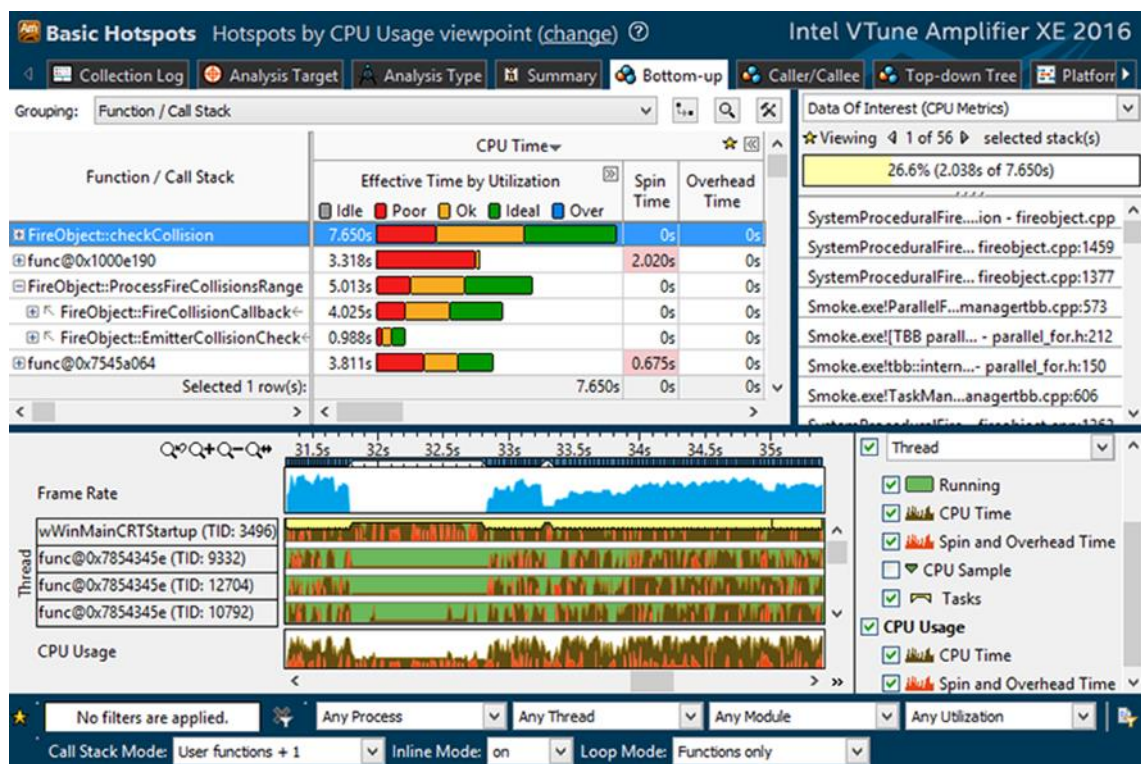 Basic Hotspots Hotspots by CPU Usage viewpoint (change) ? Intel VTune Amplifier XE 2016
Collection Log Analysis Target Analysis Type Summary Bottom-up Caller/Callee Top-down Tree Platforr
Grouping: Function / Call Stack
Function / Call Stack
CPU Time
Effective Time by Utilization
Idle Poor Ok Ideal Over
Spin Time
Overhead Time
FireObject::checkCollision 7.650s 0s 0s
func@0x1000e190 3.318s 2.020s 0s
FireObject::ProcessFireCollisionsRange 5.013s 0s 0s
FireObject::FireCollisionCallback 4.025s 0s 0s
FireObject::EmitterCollisionCheck 0.988s 0s 0s
func@0x7545a064 3.811s 0.675s 0s
Selected 1 row(s): 7.650s 0s 0s
Data Of Interest (CPU Metrics)
Viewing 1 of 56 selected stack(s)
26.6% (2.038s of 7.650s)
SystemProceduralFire....ion - fireobject.cpp
SystemProceduralFire... fireobject.cpp:1459
SystemProceduralFire... fireobject.cpp:1377
Smoke.exe!ParallelF...managertbb.cpp:573
Smoke.exe![TBB parall... - parallel_for.h:212
Smoke.exe!tbb::intern...- parallel_for.h:150
Smoke.exe!TaskMan...anagertbb.cpp:606
31.5s 32s 32.5s 33s 33.5s 34s 34.5s 35s
Frame Rate
Thread
wWinMainCRTStartup (TID: 3496)
func@0x7854345e (TID: 9332)
func@0x7854345e (TID: 12704)
func@0x7854345e (TID: 10792)
CPU Usage
Thread
Running
CPU Time
Spin and Overhead Time
CPU Sample
Tasks
CPU Usage
CPU Time
Spin and Overhead Time
No filters are applied. Any Process Any Thread Any Module Any Utilization
Call Stack Mode: User functions + 1 Inline Mode: on Loop Mode: Functions only